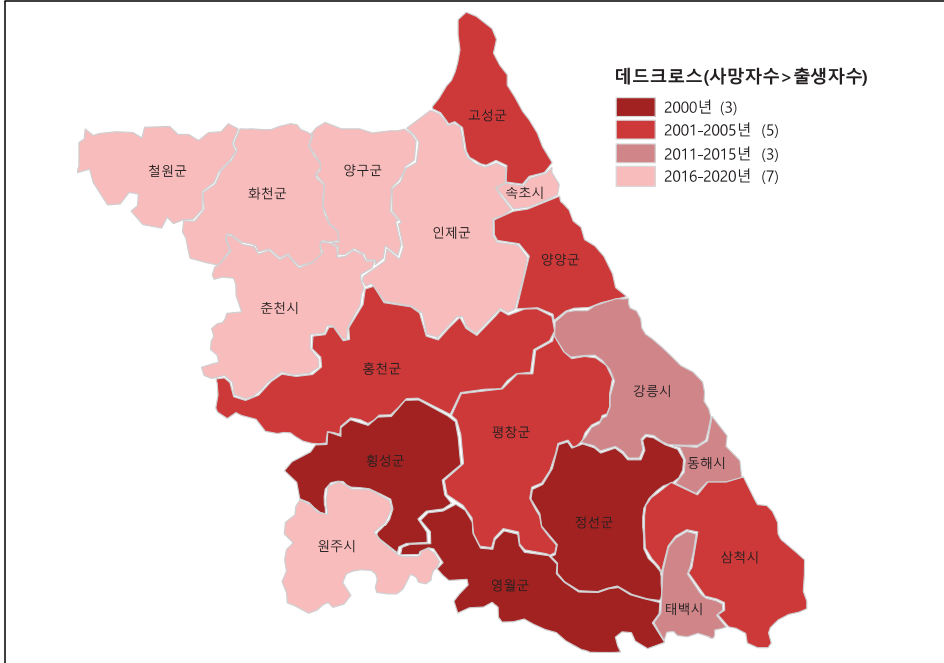 데드크로스(사망자수>출생자수)
2000년 (3)
2001-2005년 (5)
2011-2015년 (3)
2016-2020년 (7)
고성군
철원군
화천군
양구군
속초시
인제군
양양군
춘천시
홍천군
강릉시
평창군
횡성군
동해시
정선군
원주시
삼척시
영월군
태백시